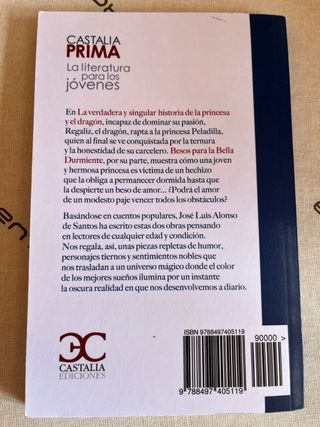 CASTALIA
PRIMA
La literatura
para los
jóvenes
En La verdadera y singular historia de la princesa
y el dragón, incapaz de dominar su pasión,
Regaliz, el dragón, rapta a la princesa Peladilla,
quien al final se ve conquistada por la ternura
y la honestidad de su carcelero. Besos para la Bella
Durmiente, por su parte, muestra cómo una joven
y hermosa princesa es víctima de un hechizo
que la obliga a permanecer dormida hasta que
la despierte un beso de amor... ¿Podrá el amor
de un modesto paje vencer todos los obstáculos?
Basándose en cuentos populares, José Luis Alonso
de Santos ha escrito estas dos obras pensando
en lectores de cualquier edad y condición.
Nos regala, así, unas piezas repletas de humor,
personajes tiernos y sentimientos nobles que
nos trasladan a un universo mágico donde el color
de los mejores sueños ilumina por un instante
la oscura realidad en que nos desenvolvemos a diario.
CASTALIA
EDICIONES
ISBN 9788497405119
90000 >
9 788497 405119